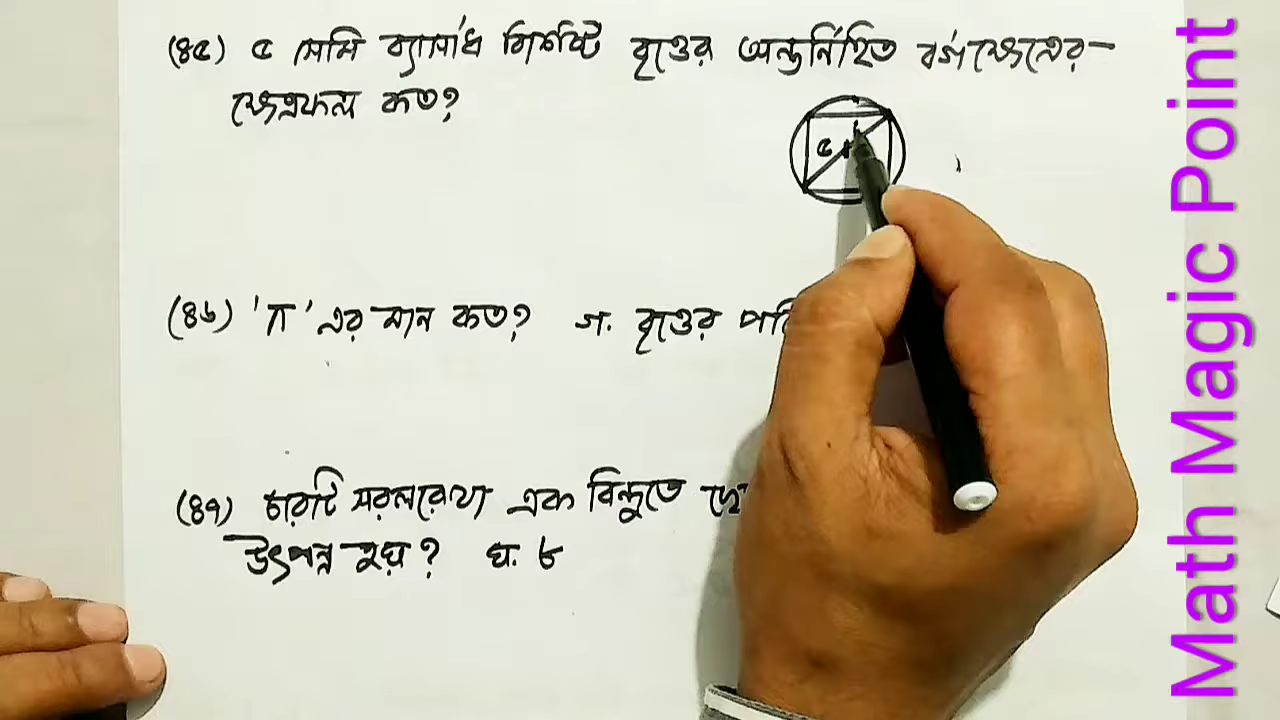 (৪৫) ৫ সেমি ব্যাসার্ধ বিশিষ্ট বৃত্তের অন্তর্নিহিত বর্গক্ষেত্রের-
ক্ষেত্রফল কত?
৫
(৪৬) 'π' এর মান কত? গ. বৃত্তের
(৪৭) চারটি সরলরেখা এক বিন্দুতে
উৎপন্ন হয়? ঘ. ৮
Math Magic Point